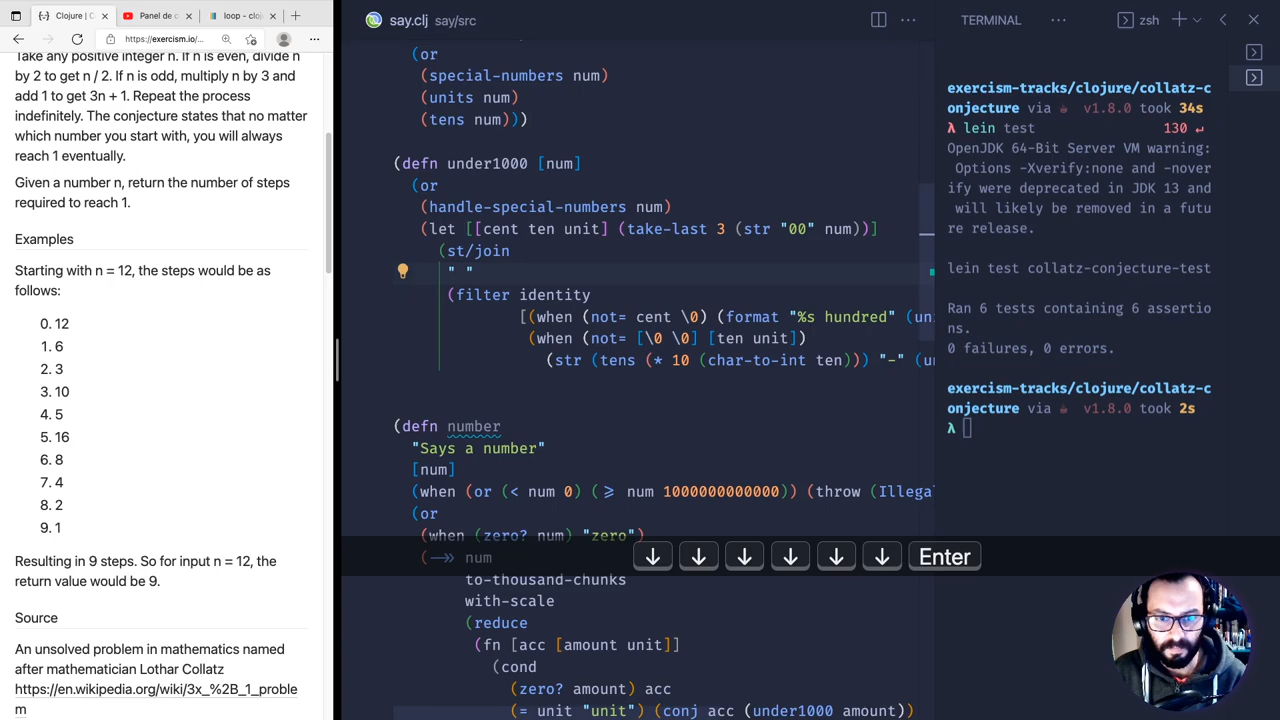 Clojure | C
Panel de c
loop - cloj
https://exercism.io/...
Take any positive integer n. If n is even, divide n
by 2 to get n / 2. If n is odd, multiply n by 3 and
add 1 to get 3n + 1. Repeat the process
indefinitely. The conjecture states that no matter
which number you start with, you will always
reach 1 eventually.
Given a number n, return the number of steps
required to reach 1.
Examples
Starting with n = 12, the steps would be as
follows:
0. 12
1. 6
2. 3
3. 10
4. 5
5. 16
6. 8
7. 4
8. 2
9. 1
Resulting in 9 steps. So for input n = 12, the
return value would be 9.
Source
An unsolved problem in mathematics named
after mathematician Lothar Collatz
https://en.wikipedia.org/wiki/3x_%2B_1_proble
m
say.clj say/src
(or
(special-numbers num)
(units num)
(tens num)))
(defn under1000 [num]
(or
(handle-special-numbers num)
(let [[cent ten unit] (take-last 3 (str "00" num))]
(st/join
" "
(filter identity
[(when (not= cent \0) (format "%s hundred" (uni
(when (not= [\0 \0] [ten unit])
(str (tens (* 10 (char-to-int ten))) "-" (u
(defn number
"Says a number"
[num]
(when (or (< num 0) (>= num 1000000000000)) (throw (Illega
(or
(when (zero? num) "zero")
(->> num
to-thousand-chunks
with-scale
(reduce
(fn [acc [amount unit]]
(cond
(zero? amount) acc
(= unit "unit") (conj acc (under1000 amount))
↓ ↓ ↓ ↓ ↓ ↓ Enter
TERMINAL
zsh
exercism-tracks/clojure/collatz-c
onjecture via ☕ v1.8.0 took 34s
λ lein test 130 ↵
OpenJDK 64-Bit Server VM warning:
Options -Xverify:none and -nover
ify were deprecated in JDK 13 and
will likely be removed in a futu
re release.
lein test collatz-conjecture-test
Ran 6 tests containing 6 assertio
ns.
0 failures, 0 errors.
exercism-tracks/clojure/collatz-c
onjecture via ☕ v1.8.0 took 2s
λ